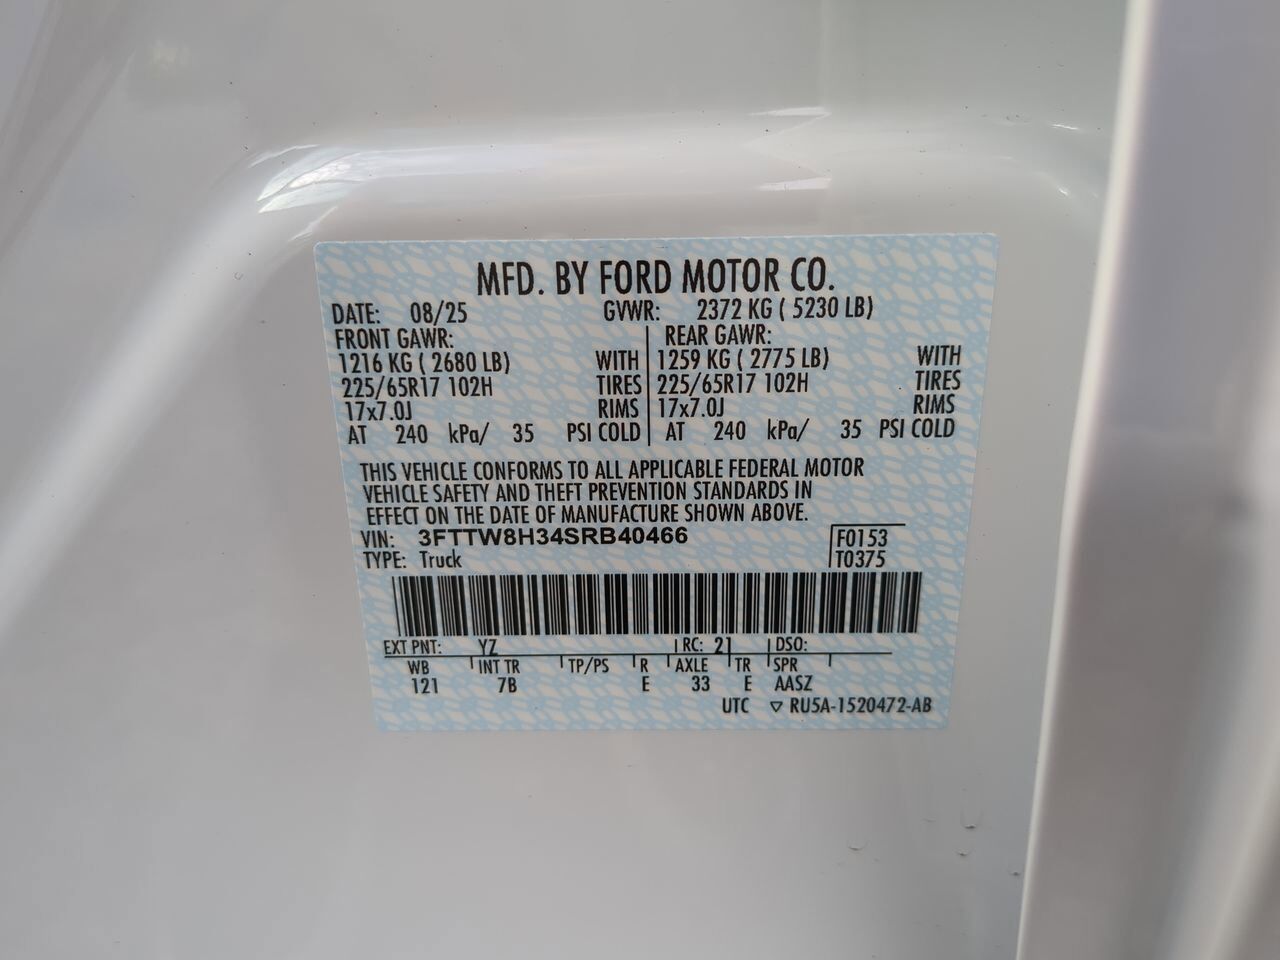 MFD. BY FORD MOTOR CO.
DATE: 08/25 GVWR: 2372 KG ( 5230 LB)
FRONT GAWR: REAR GAWR:
1216 KG ( 2680 LB) WITH 1259 KG ( 2775 LB) WITH
225/65R17 102H TIRES 225/65R17 102H TIRES
17x7.0J RIMS 17x7.0J RIMS
AT 240 kPa/ 35 PSI COLD AT 240 kPa/ 35 PSI COLD
THIS VEHICLE CONFORMS TO ALL APPLICABLE FEDERAL MOTOR
VEHICLE SAFETY AND THEFT PREVENTION STANDARDS IN
EFFECT ON THE DATE OF MANUFACTURE SHOWN ABOVE.
VIN: 3FTTW8H34SRB40466 F0153
TYPE: Truck T0375
EXT PNT: YZ RC: 21 DSO:
WB INT TR TP/PS R AXLE TR SPR
121 7B E 33 E AASZ
UTC ▽ RU5A-1520472-AB